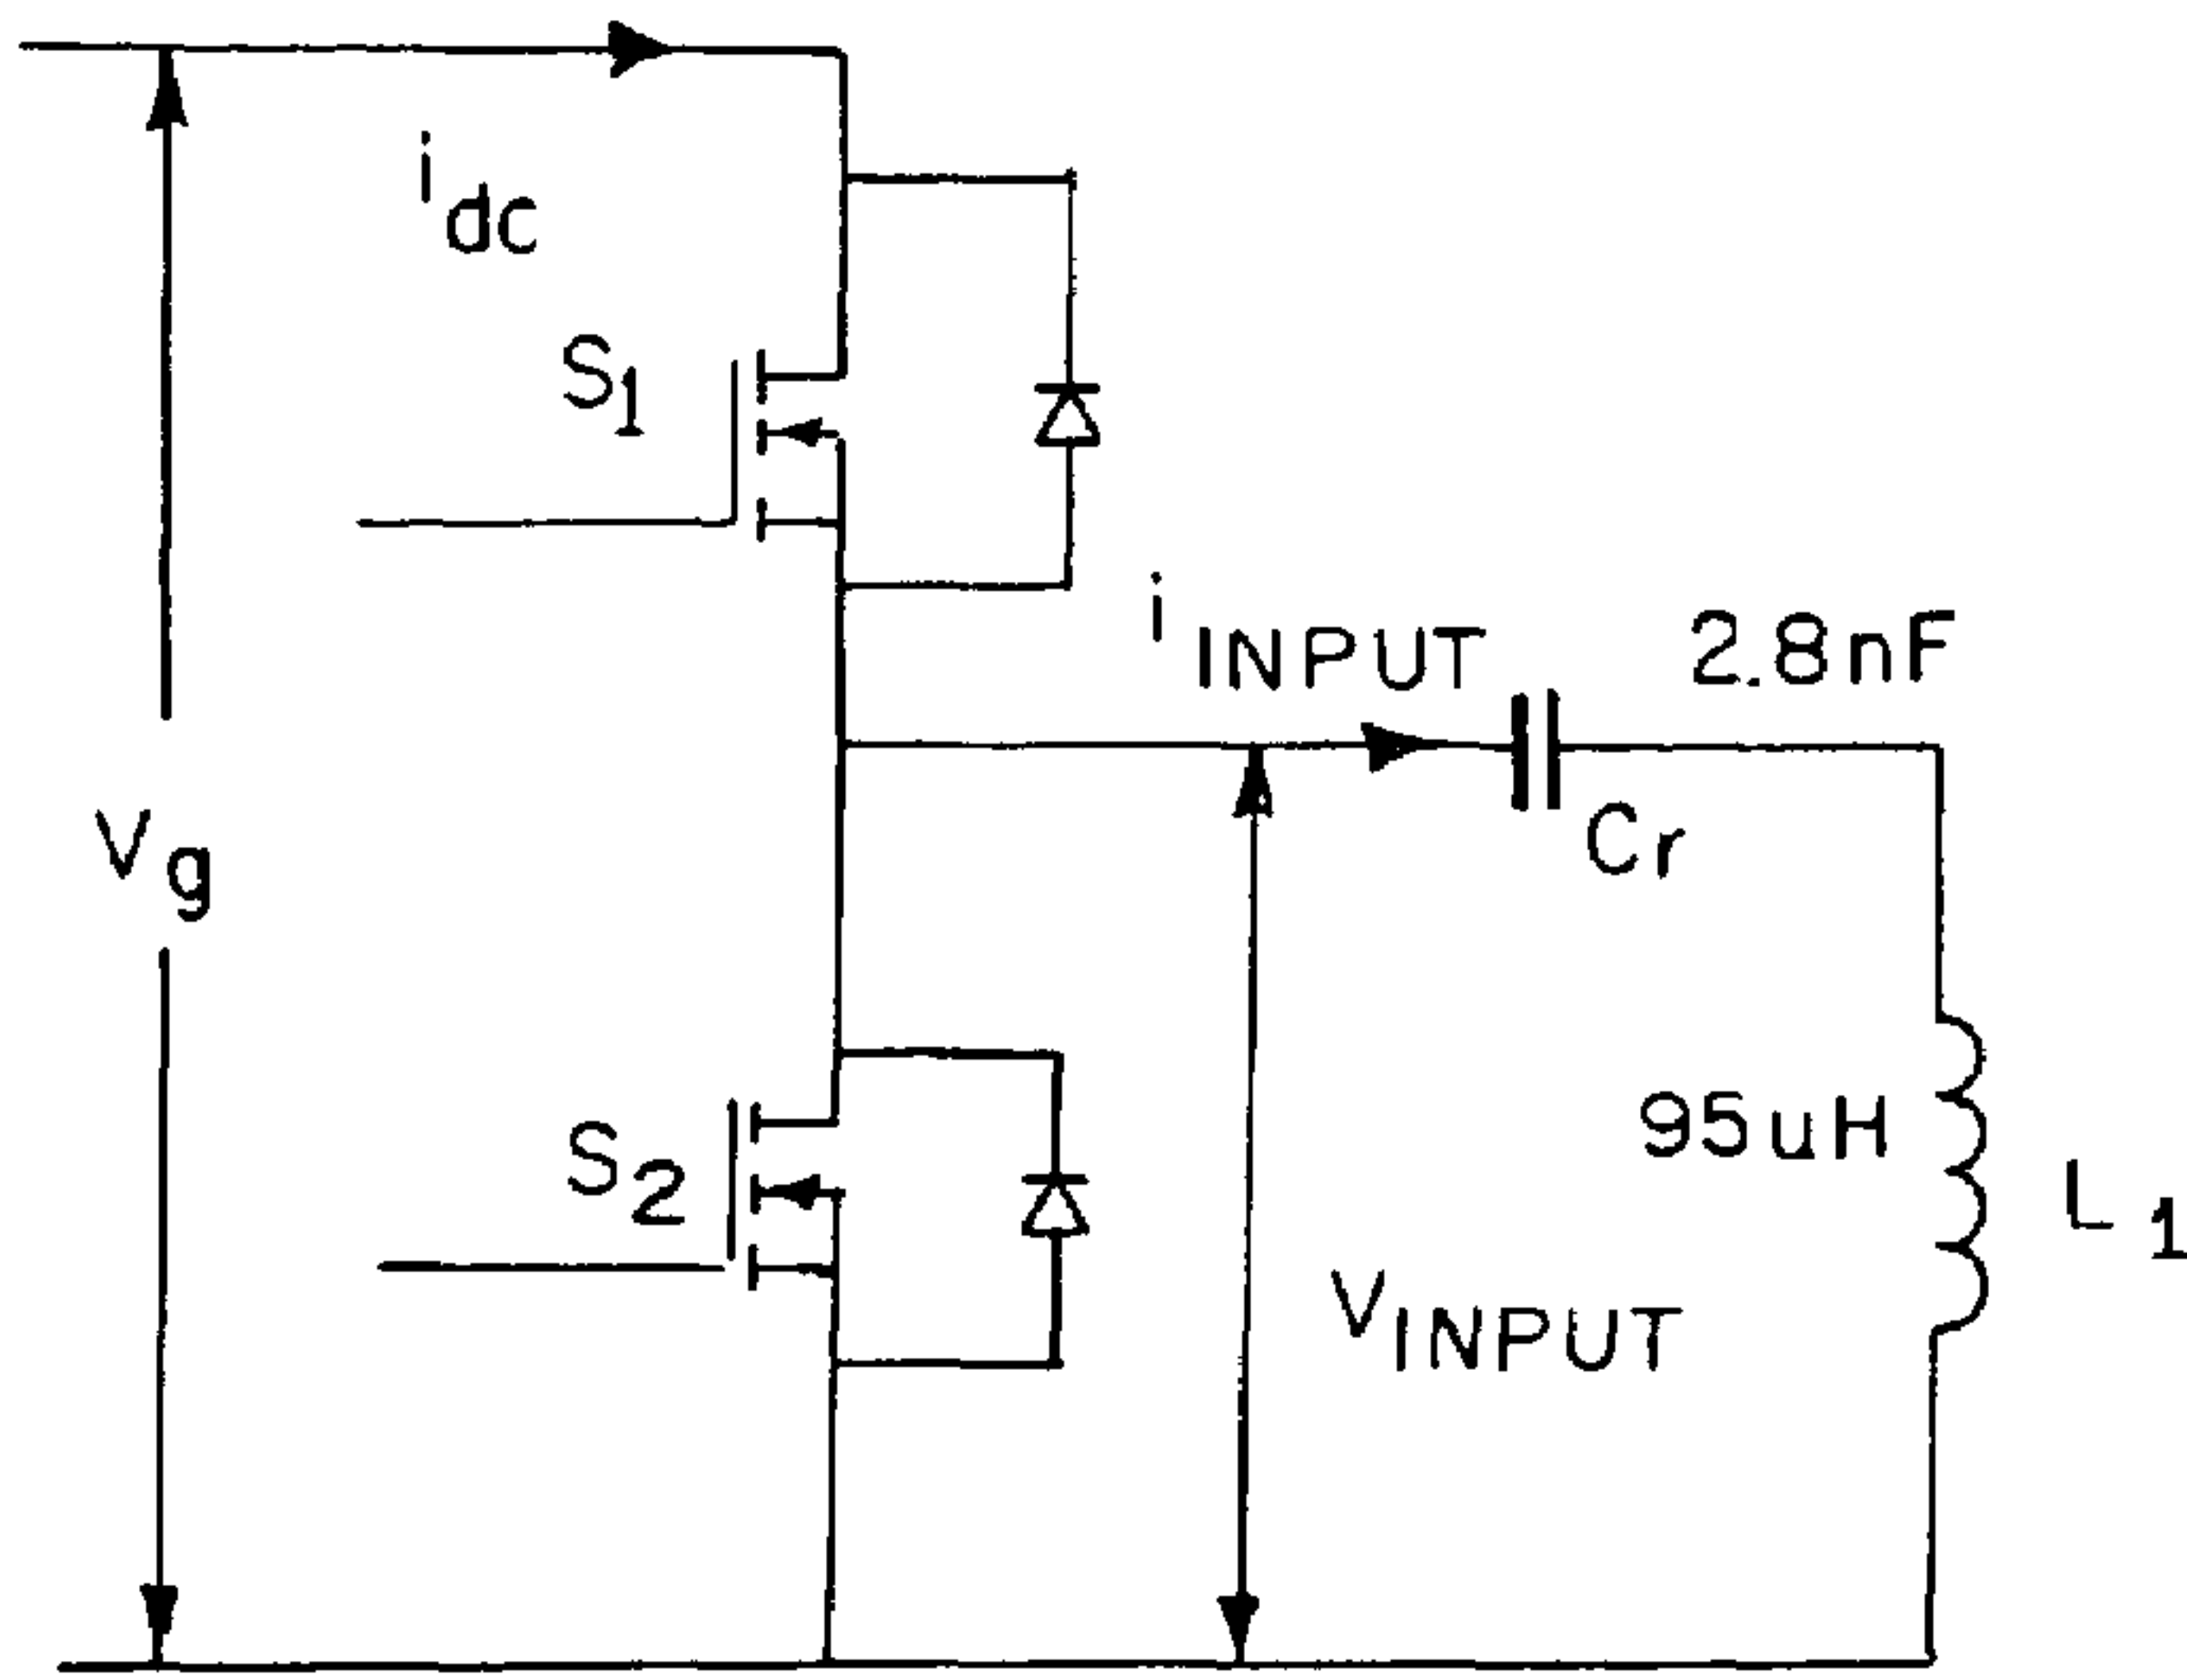 i dc
S1
i INPUT
2.8nF
Cr
Vg
95uH
L1
S2
VINPUT